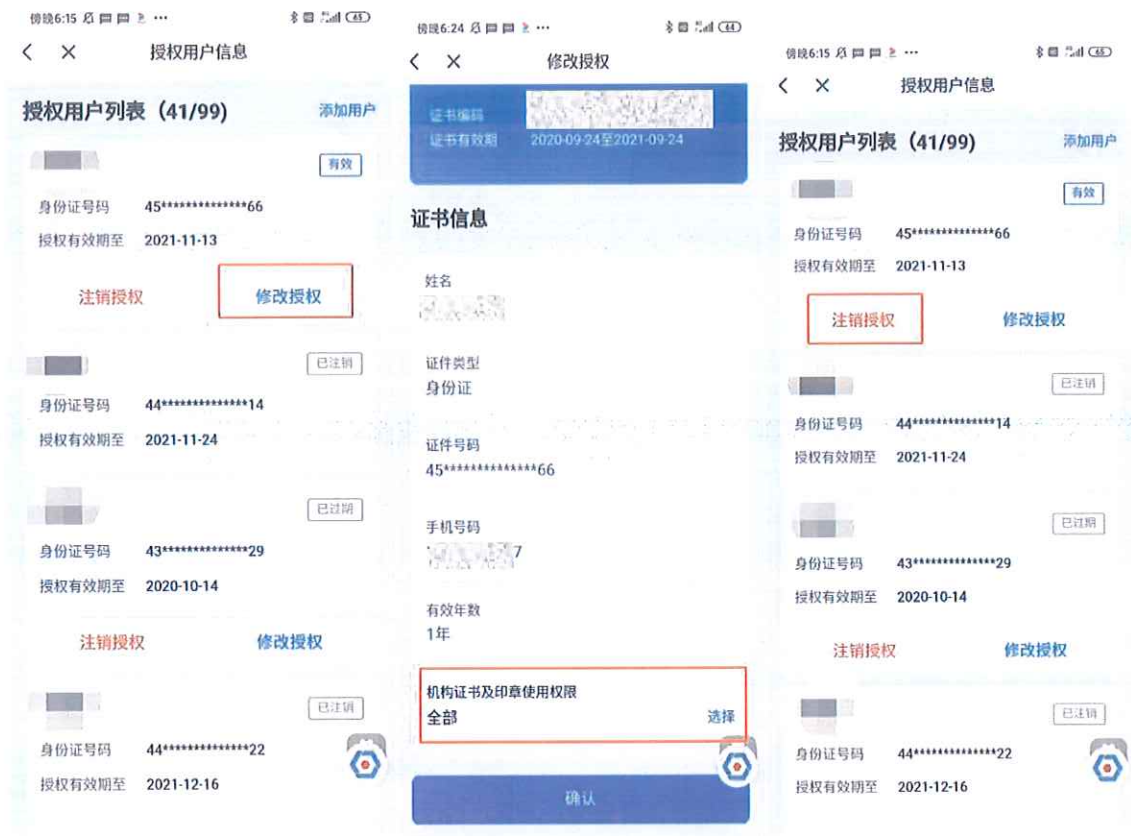 傍晚6:15
65
授权用户信息
授权用户列表（41/99）
添加用户
有效
身份证号码 45**************66
授权有效期至 2021-11-13
注销授权
修改授权
已注销
身份证号码 44**************14
授权有效期至 2021-11-24
已过期
身份证号码 43**************29
授权有效期至 2020-10-14
注销授权
修改授权
已注销
身份证号码 44**************22
授权有效期至 2021-12-16
傍晚6:24
64
修改授权
证书编码
证书有效期 2020-09-24至2021-09-24
证书信息
姓名
证件类型
身份证
证件号码
45**************66
手机号码
7
有效年数
1年
机构证书及印章使用权限
全部
选择
确认
傍晚6:15
65
授权用户信息
授权用户列表（41/99）
添加用户
有效
身份证号码 45**************66
授权有效期至 2021-11-13
注销授权
修改授权
已注销
身份证号码 44**************14
授权有效期至 2021-11-24
已过期
身份证号码 43**************29
授权有效期至 2020-10-14
注销授权
修改授权
已注销
身份证号码 44**************22
授权有效期至 2021-12-16